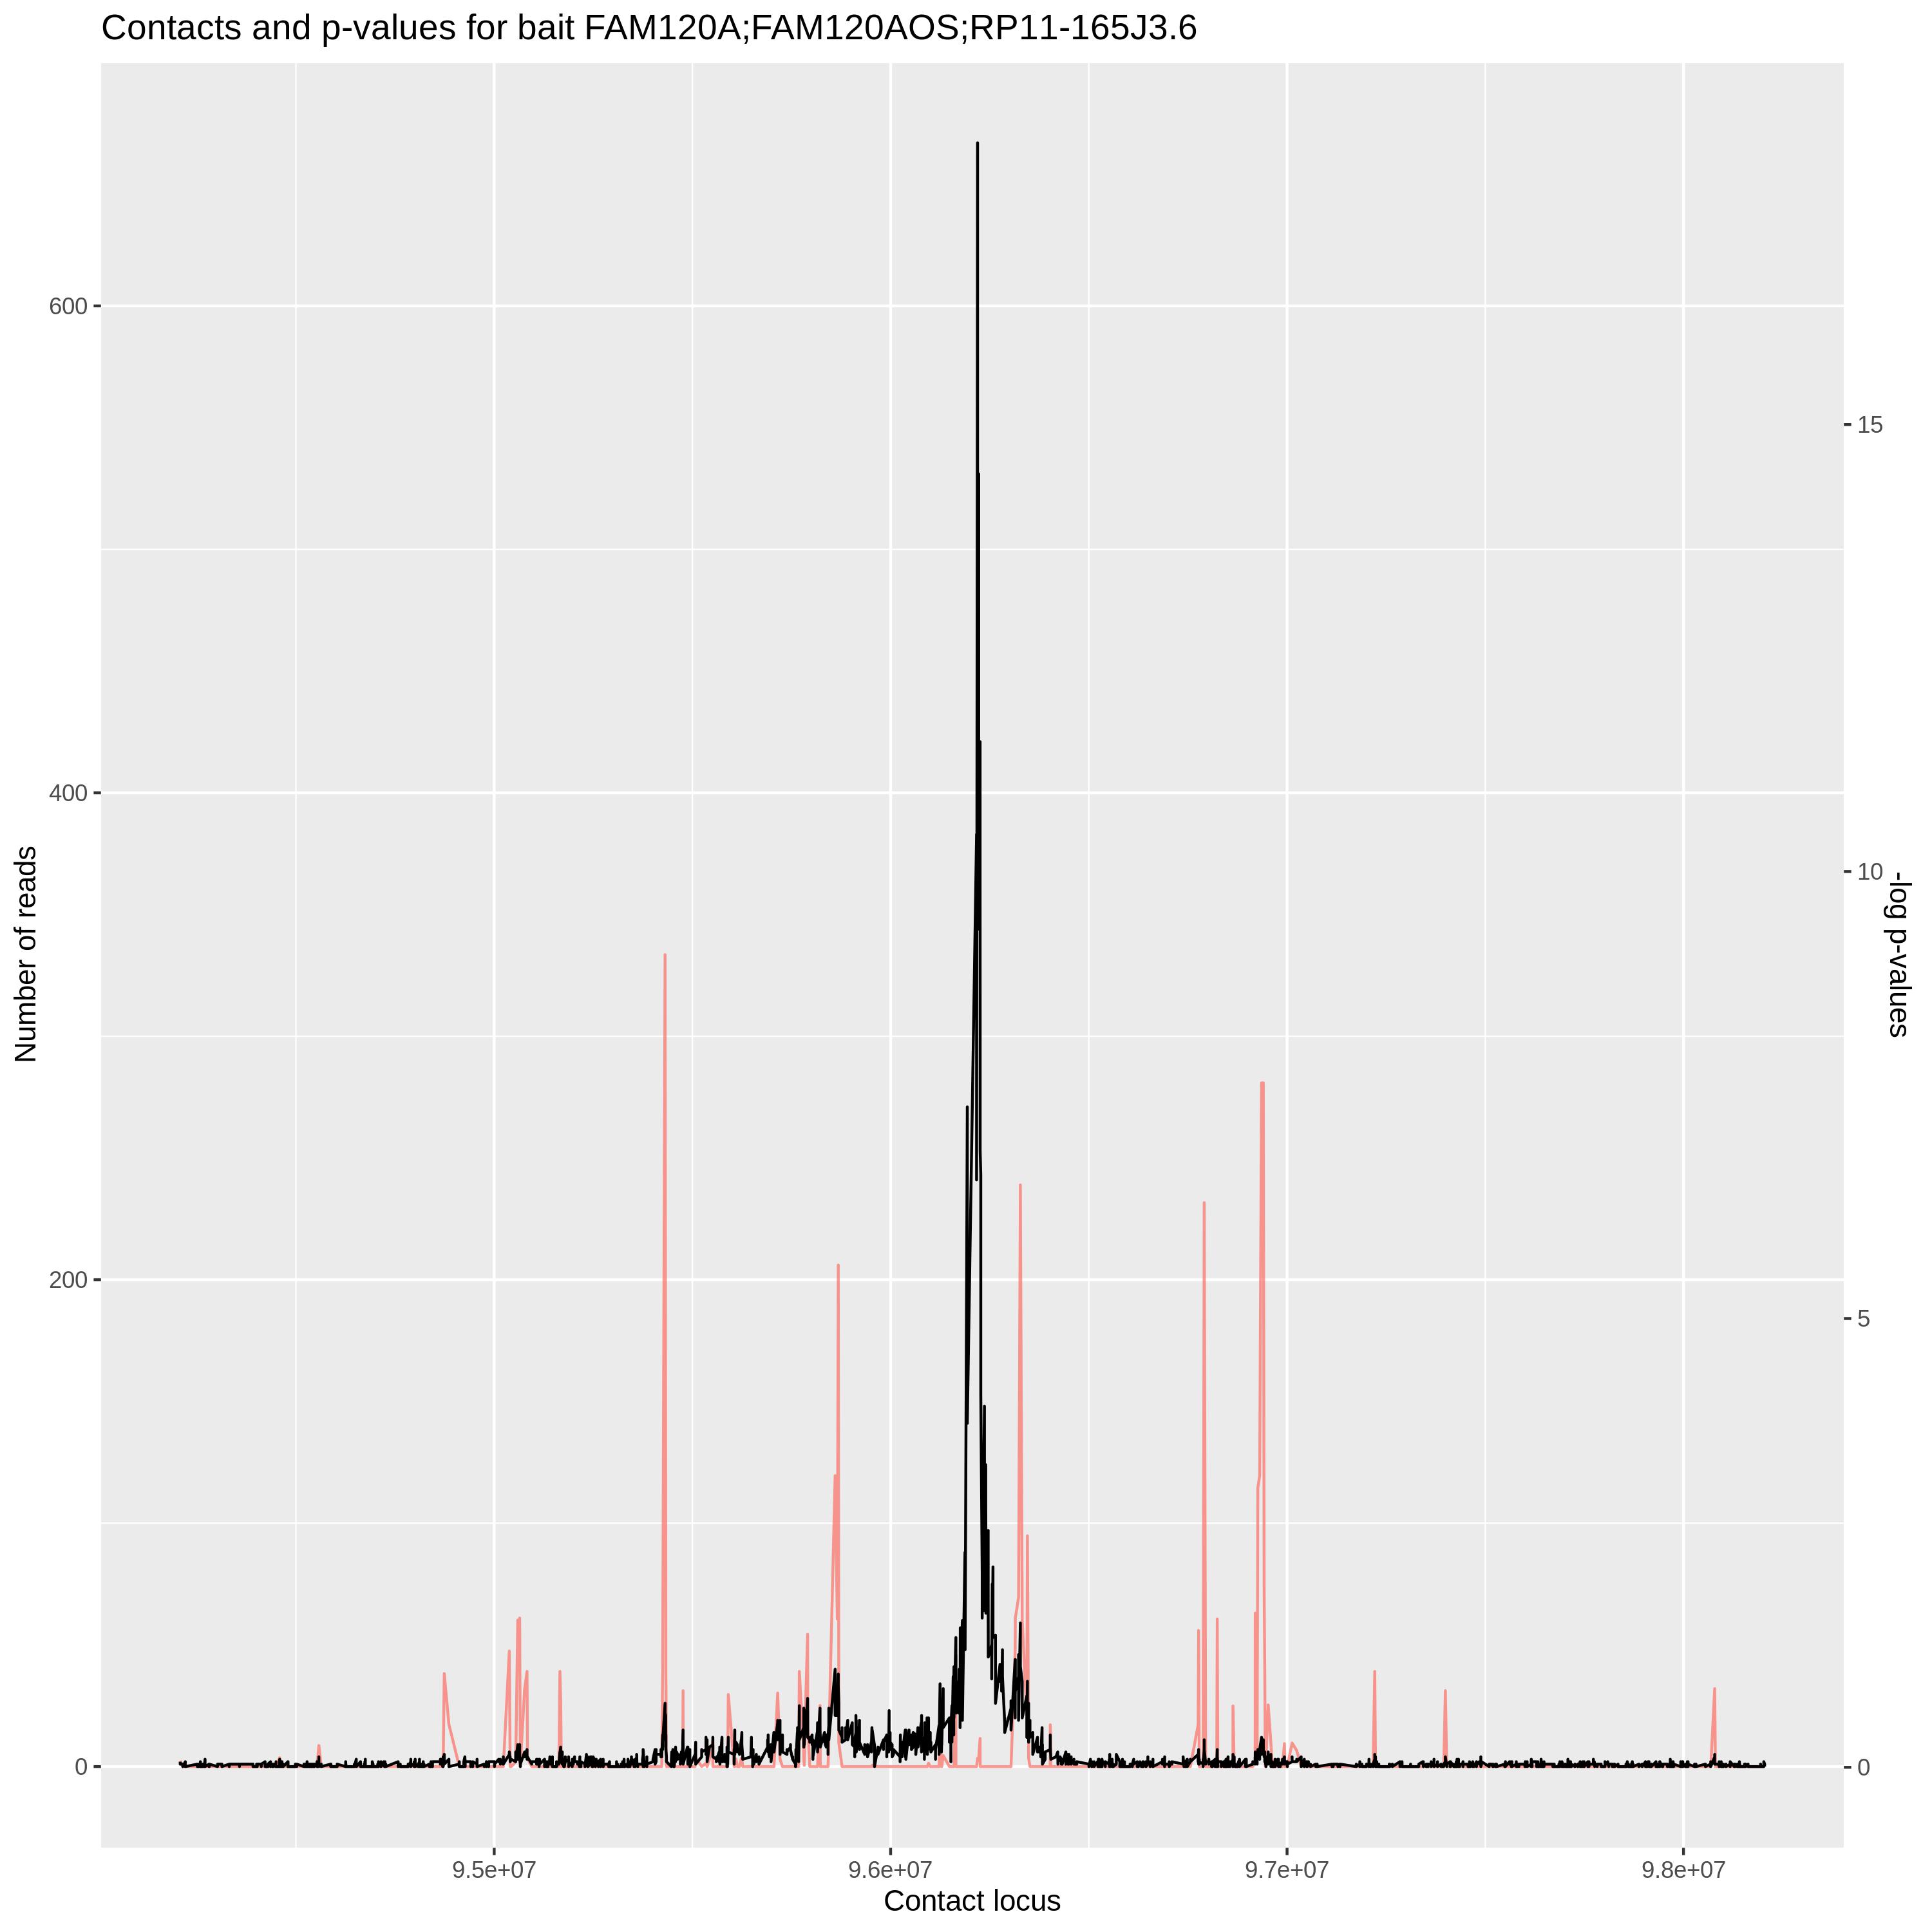 Contacts and p-values for bait FAM120A;FAM120AOS;RP11-165J3.6
Number of reads
600
400
200
0
15
10
5
0
-log p-values
9.5e+07
9.6e+07
9.7e+07
9.8e+07
Contact locus